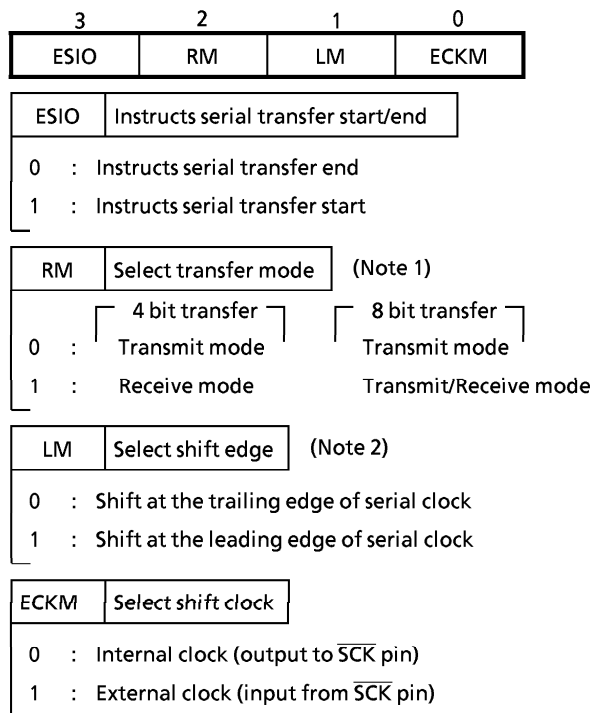 3 2 1 0
ESIO RM LM ECKM
ESIO Instructs serial transfer start/end
0 : Instructs serial transfer end
1 : Instructs serial transfer start
RM Select transfer mode (Note 1)
4 bit transfer 8 bit transfer
0 : Transmit mode Transmit mode
1 : Receive mode Transmit/Receive mode
LM Select shift edge (Note 2)
0 : Shift at the trailing edge of serial clock
1 : Shift at the leading edge of serial clock
ECKM Select shift clock
0 : Internal clock (output to S̅C̅K̅ pin)
1 : External clock (input from S̅C̅K̅ pin)